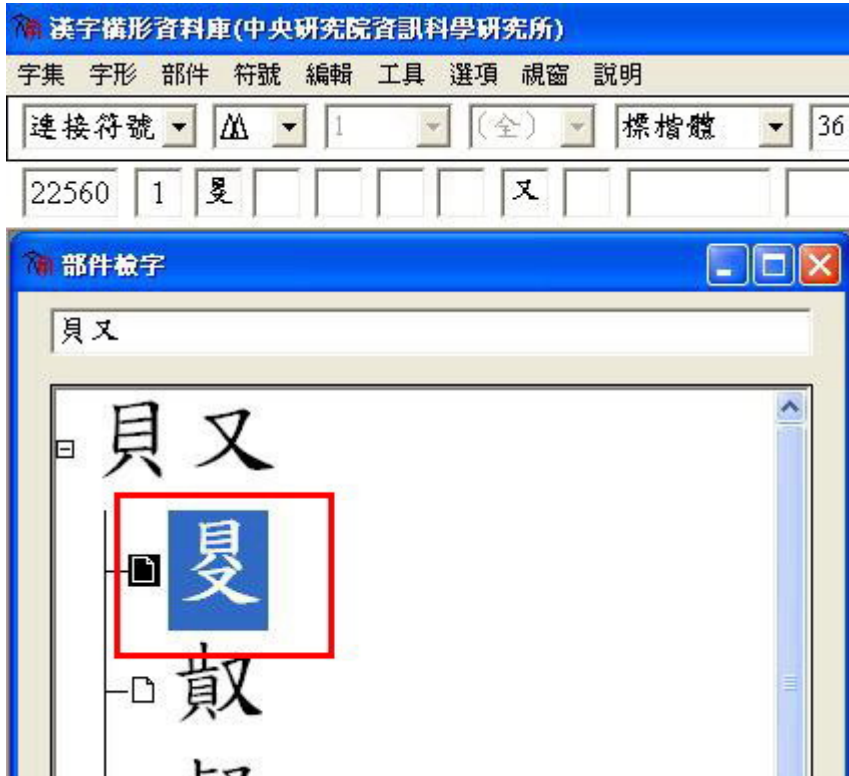 漢字構形資料庫(中央研究院資訊科學研究所)
字集 字形 部件 符號 編輯 工具 選項 視窗 說明
連接符號 1 (全) 標楷體 36
22560 1 又
部件檢字
貝又
貝又